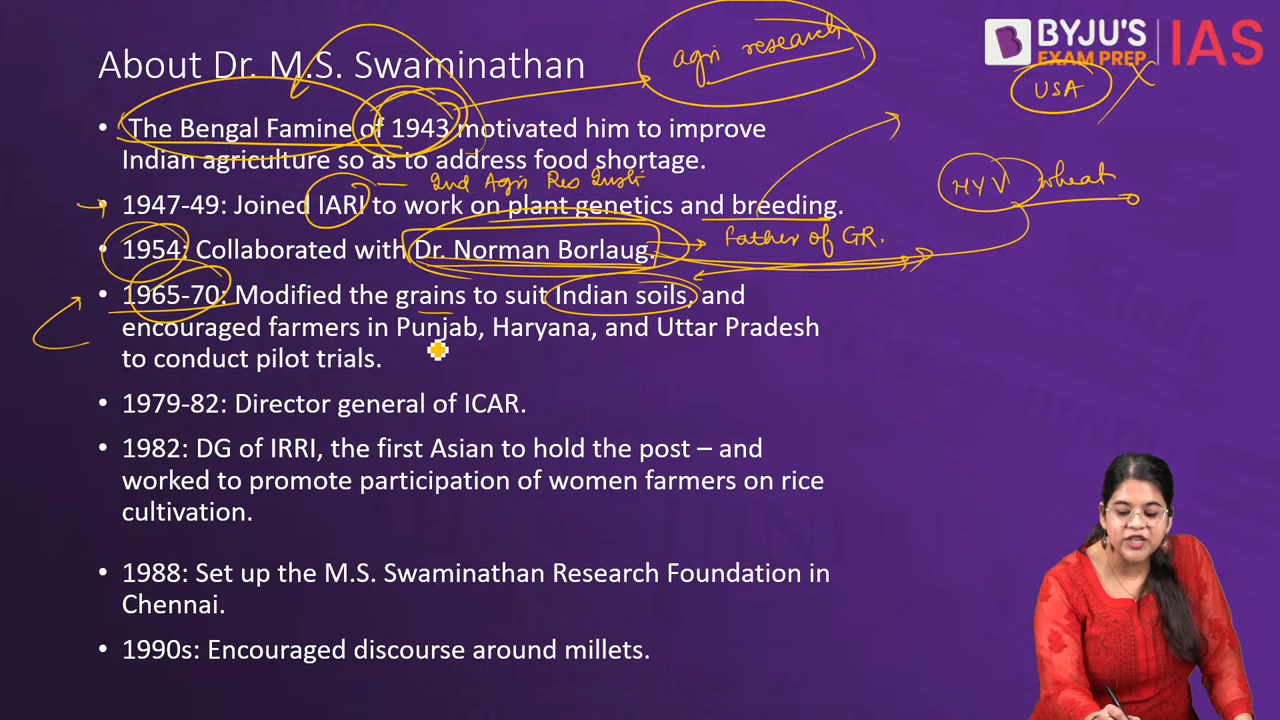 About Dr. M.S. Swaminathan
agri research
BYJU'S
EXAM PREP
IAS
USA
• The Bengal Famine of 1943 motivated him to improve
Indian agriculture so as to address food shortage.
Ind Agri Res Insti
HYV wheat
• 1947-49: Joined IARI to work on plant genetics and breeding.
• 1954: Collaborated with Dr. Norman Borlaug.
Father of GR.
• 1965-70: Modified the grains to suit Indian soils, and
encouraged farmers in Punjab, Haryana, and Uttar Pradesh
to conduct pilot trials.
• 1979-82: Director general of ICAR.
• 1982: DG of IRRI, the first Asian to hold the post – and
worked to promote participation of women farmers on rice
cultivation.
• 1988: Set up the M.S. Swaminathan Research Foundation in
Chennai.
• 1990s: Encouraged discourse around millets.